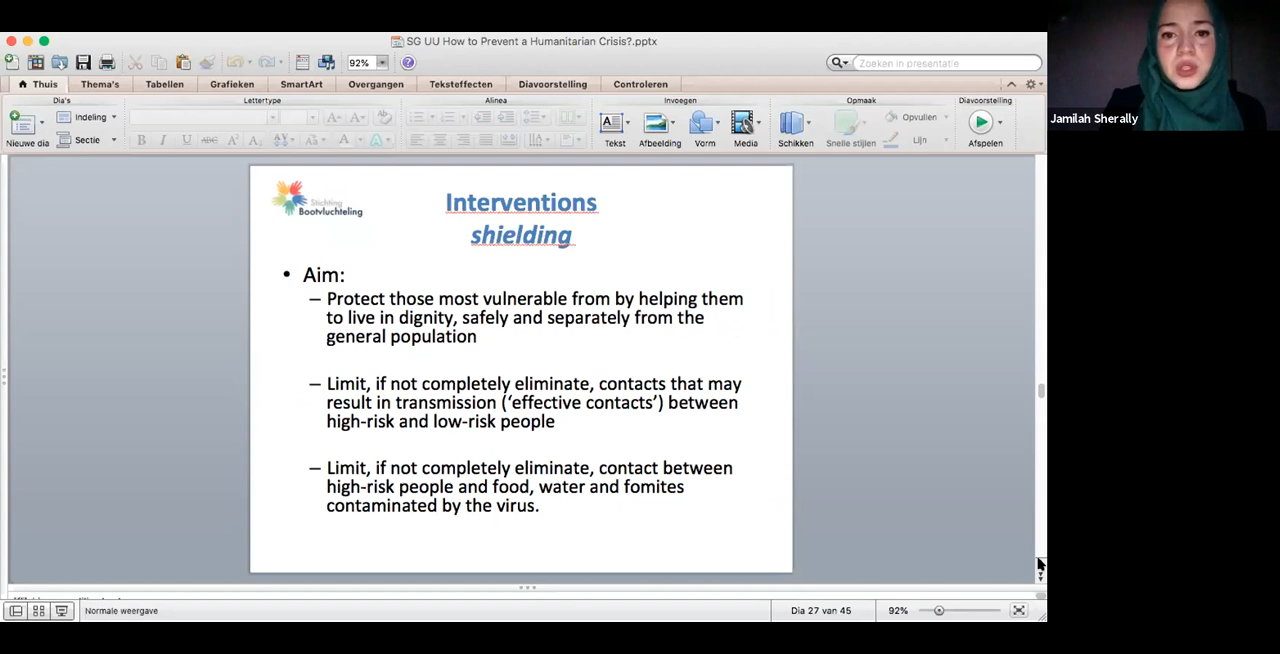 SG UU How to Prevent a Humanitarian Crisis?.pptx
92%
Zoeken in presentatie
Thuis Thema's Tabellen Grafieken SmartArt Overgangen Teksteffecten Diavoorstelling Controleren
Dia's Lettertype Alinea Invoegen Opmaak Diavoorstelling
Nieuwe dia
Indeling
Sectie
B I U ABC A² A₂
Tekst Afbeelding Vorm Media Schikken Snelle stijlen
Opvullen
Lijn
Afspelen
Jamilah Sherally
Stichting
Bootvluchteling
Interventions
shielding
• Aim:
– Protect those most vulnerable from by helping them
to live in dignity, safely and separately from the
general population
– Limit, if not completely eliminate, contacts that may
result in transmission (‘effective contacts’) between
high-risk and low-risk people
– Limit, if not completely eliminate, contact between
high-risk people and food, water and fomites
contaminated by the virus.
Normale weergave
Dia 27 van 45
92%